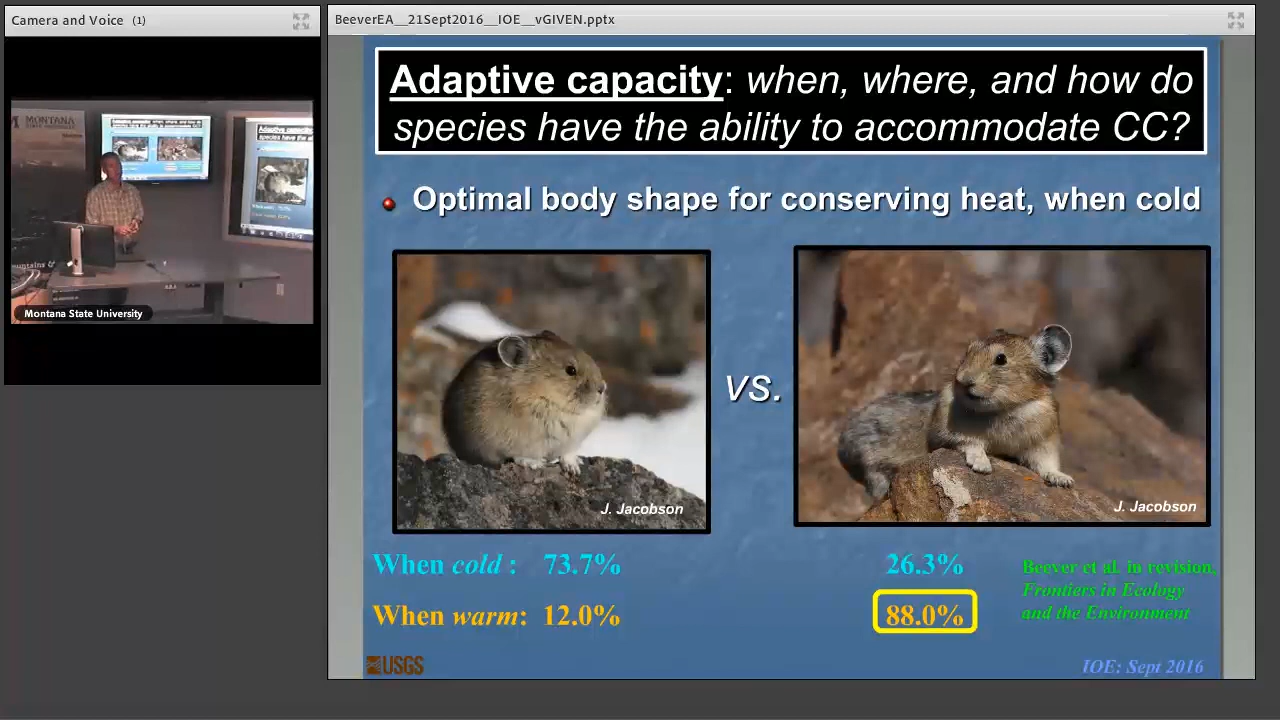 Camera and Voice (1)
BeeverEA__21Sept2016__IOE__vGIVEN.pptx
MONTANA
Montana State University
Adaptive capacity: when, where, and how do
species have the ability to accommodate CC?
Optimal body shape for conserving heat, when cold
vs.
J. Jacobson
J. Jacobson
When cold : 73.7% 26.3%
When warm: 12.0% 88.0%
Beever et al. in revision,
Frontiers in Ecology
and the Environment
USGS
IOE: Sept 2016